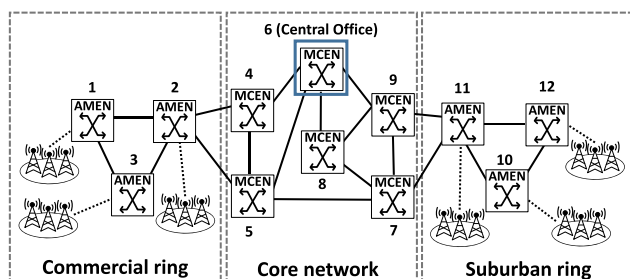 6 (Central Office)
1
AMEN
2
AMEN
3
AMEN
4
MCEN
MCEN
9
MCEN
MCEN
8
MCEN
5
MCEN
7
11
AMEN
12
AMEN
10
AMEN
Commercial ring
Core network
Suburban ring